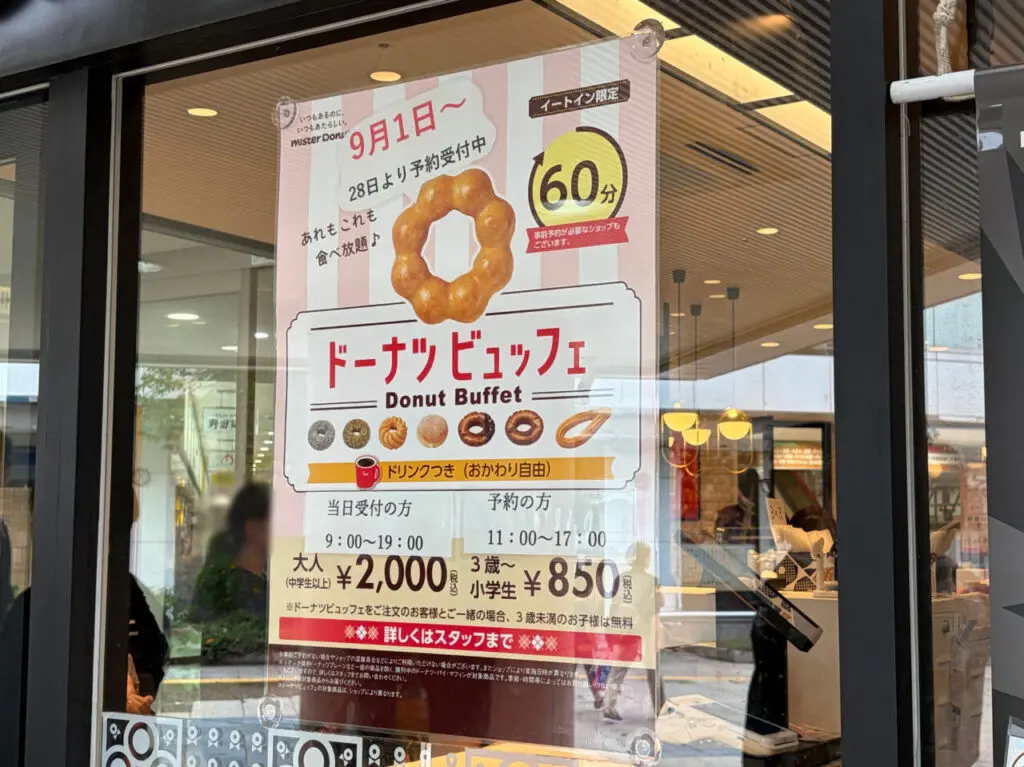 いつもあるのに、
いつもあたらしい。
mister Donut
9月1日～
28日より予約受付中
あれもこれも
食べ放題♪
イートイン限定
60分
事前予約が必要なショップも
ございます。
ドーナツビュッフェ
Donut Buffet
ドリンクつき（おかわり自由）
当日受付の方
9：00～19：00
予約の方
11：00～17：00
大人
(中学生以上)
¥2,000
(税込)
3歳～
小学生
¥850
(税込)
※ドーナツビュッフェをご注文のお客様とご一緒の場合、3歳未満のお子様は無料
詳しくはスタッフまで